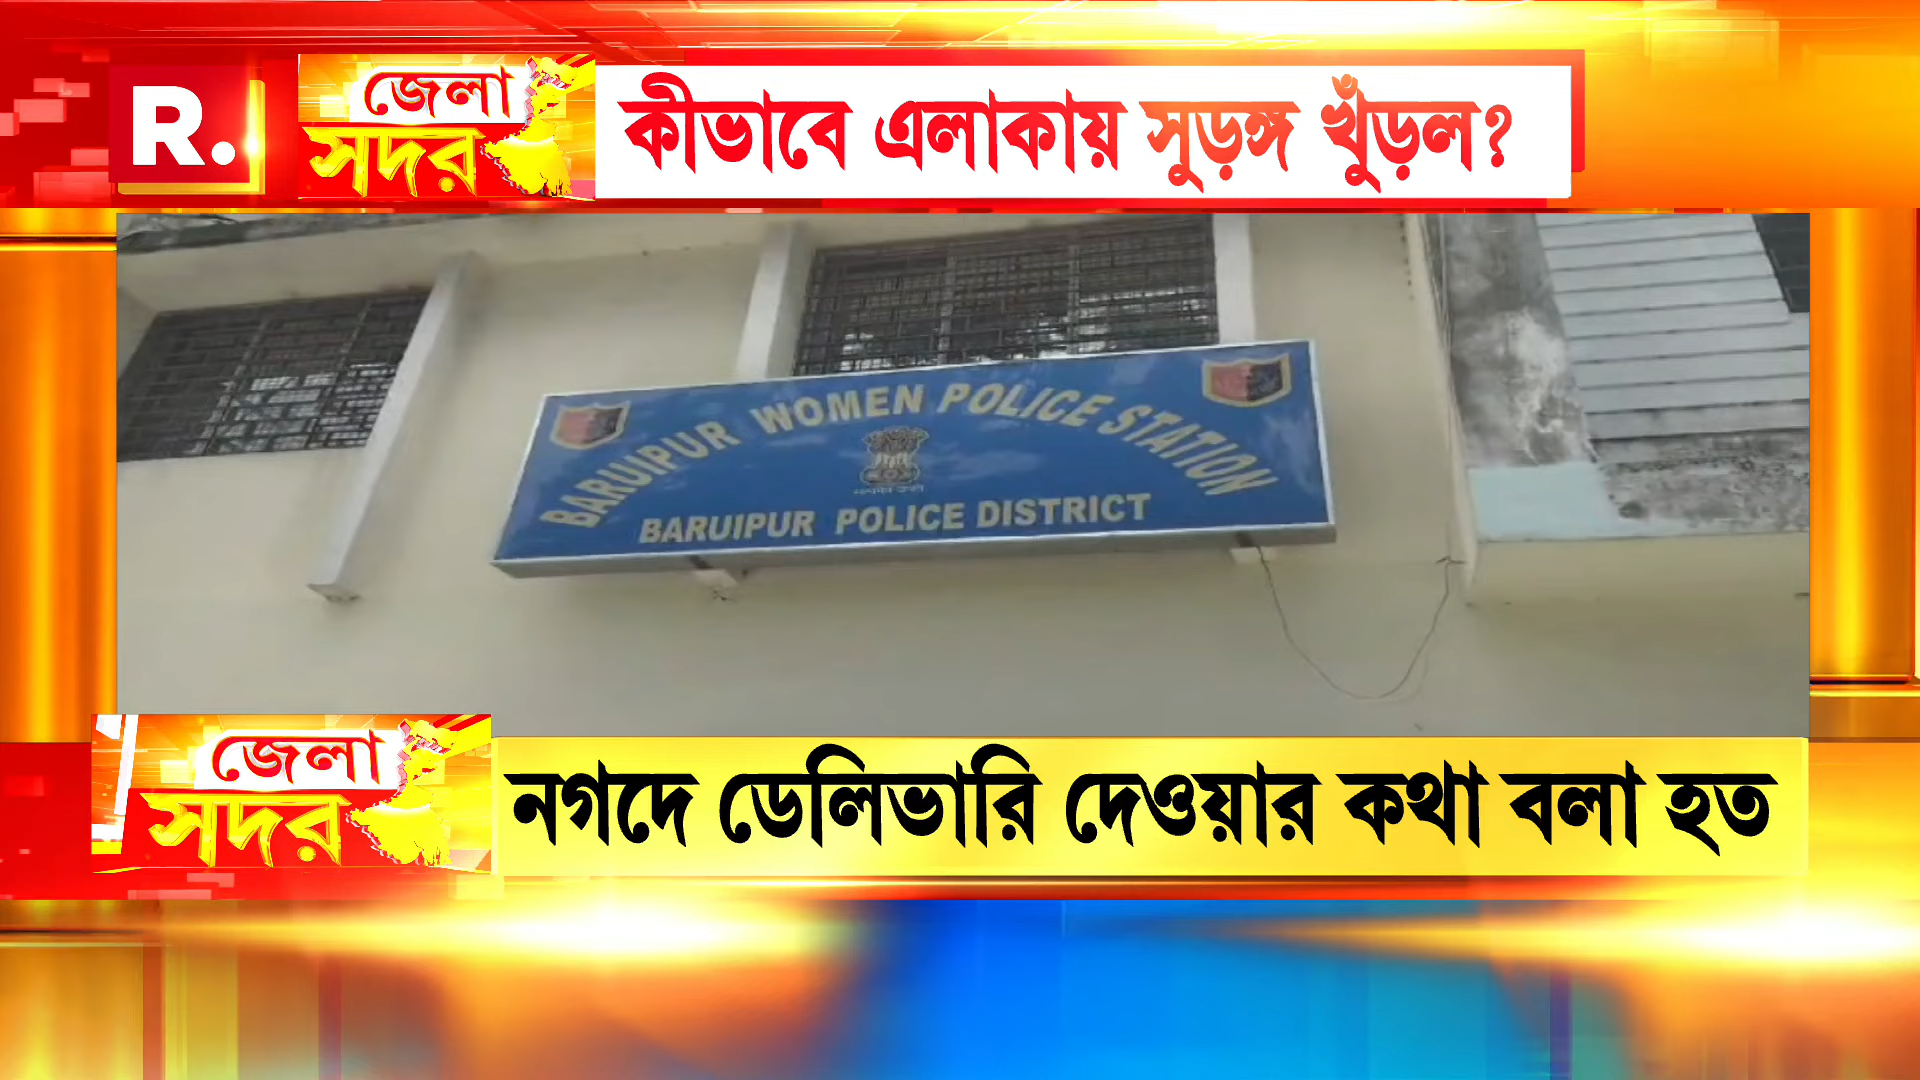 R.
জেলা
সদর
কীভাবে এলাকায় সুড়ঙ্গ খুঁড়ল?
BARUIPUR WOMEN POLICE STATION
BARUIPUR POLICE DISTRICT
জেলা
সদর
নগদে ডেলিভারি দেওয়ার কথা বলা হত